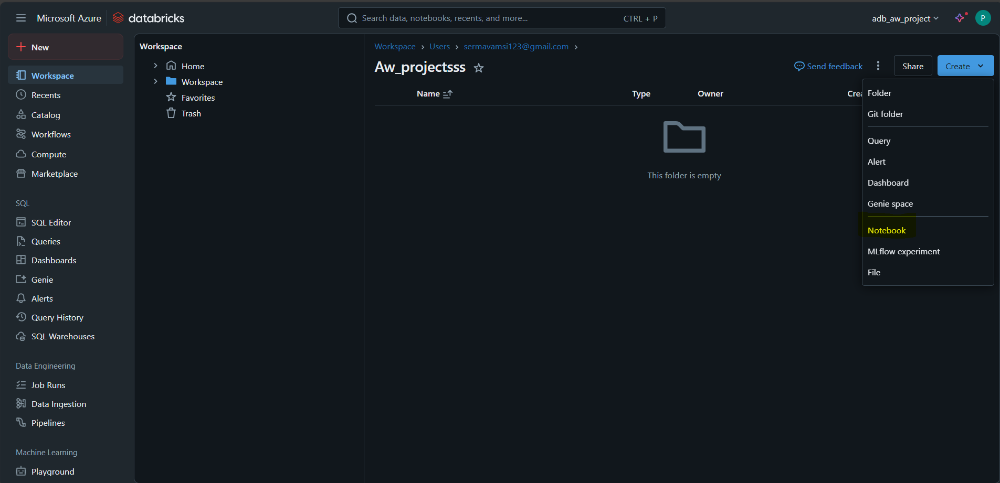 Microsoft Azure databricks
Search data, notebooks, recents, and more... CTRL + P
adb_aw_project
P
New
Workspace
Recents
Catalog
Workflows
Compute
Marketplace
SQL
SQL Editor
Queries
Dashboards
Genie
Alerts
Query History
SQL Warehouses
Data Engineering
Job Runs
Data Ingestion
Pipelines
Machine Learning
Playground
Workspace
Home
Workspace
Favorites
Trash
Workspace › Users › sermavamsi123@gmail.com ›
Aw_projectsss
Send feedback
Share
Create
Name Type Owner Crea
This folder is empty
Folder
Git folder
Query
Alert
Dashboard
Genie space
Notebook
MLflow experiment
File